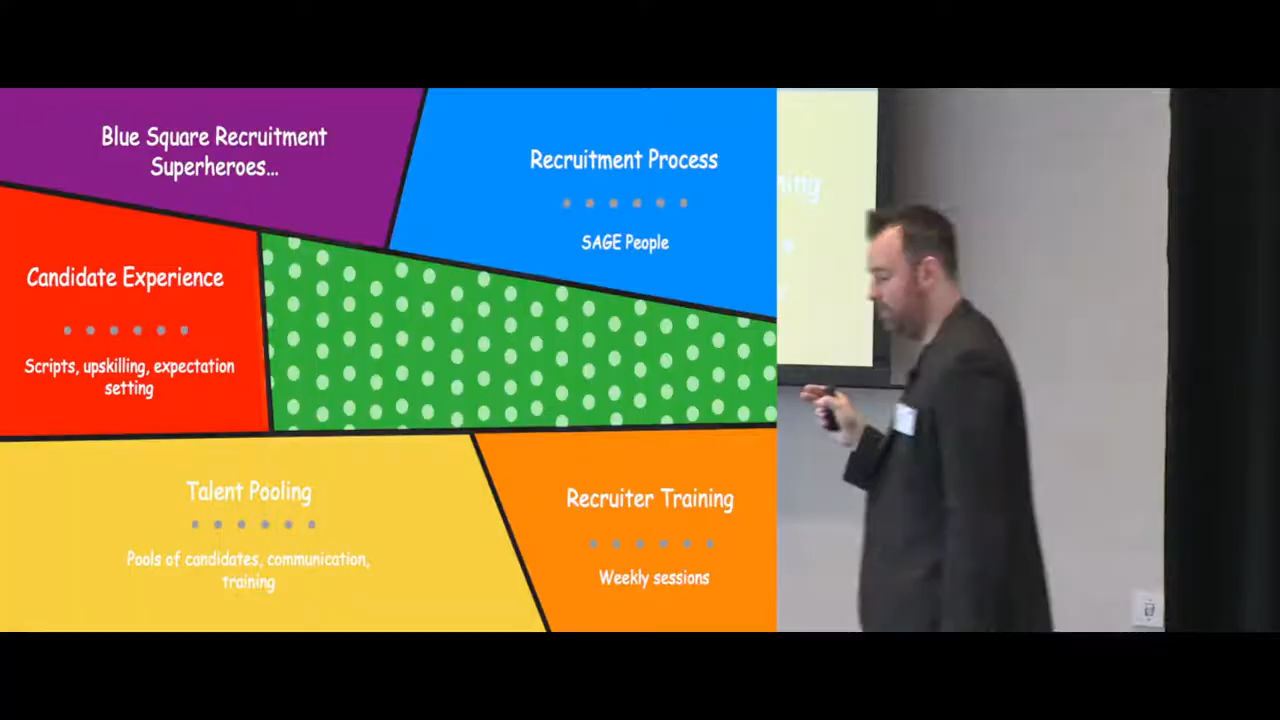 Blue Square Recruitment
Superheroes...
Recruitment Process
SAGE People
Candidate Experience
Scripts, upskilling, expectation
setting
Talent Pooling
Pools of candidates, communication,
training
Recruiter Training
Weekly sessions